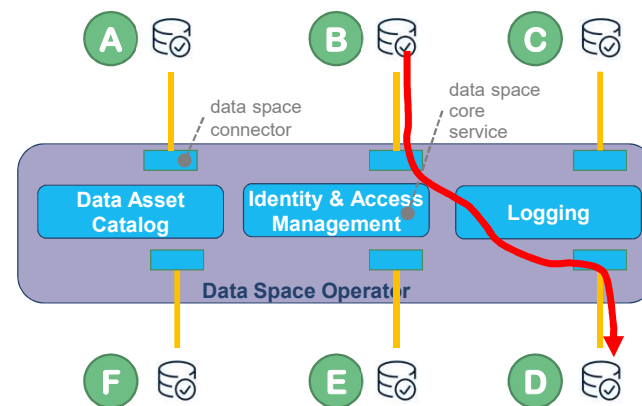 A
B
C
data space
connector
data space
core
service
Data Asset
Catalog
Identity & Access
Management
Logging
Data Space Operator
F
E
D